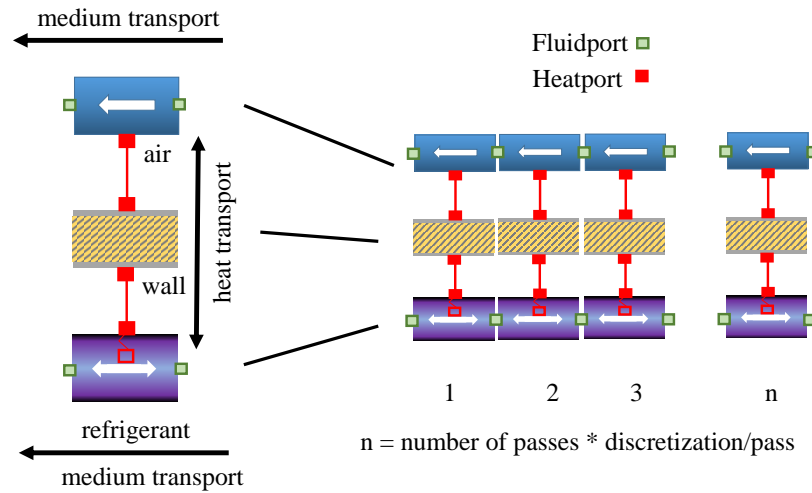 medium transport
Fluidport
Heatport
air
heat transport
wall
1 2 3 n
refrigerant
n = number of passes * discretization/pass
medium transport